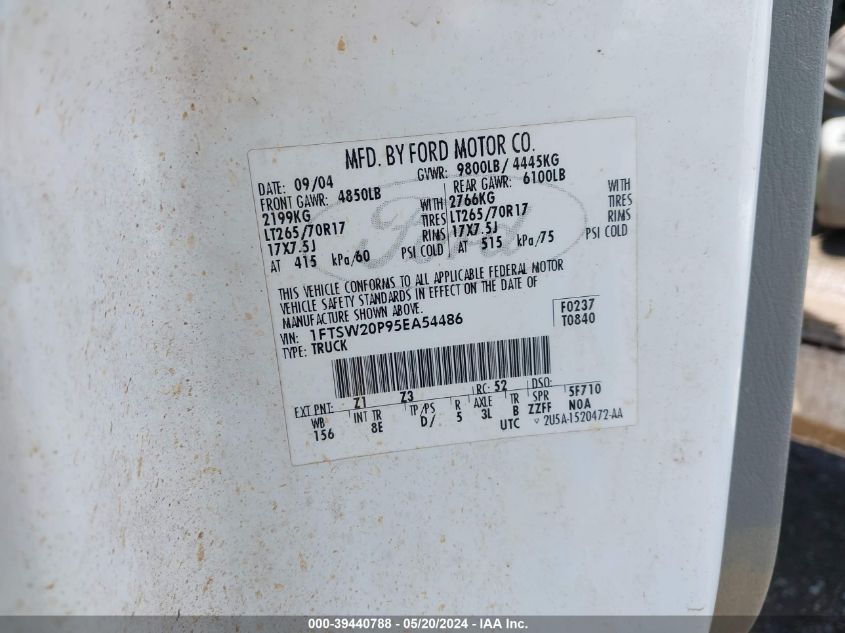 MFD. BY FORD MOTOR CO.
DATE: 09/04 GVWR: 9800LB/ 4445KG
FRONT GAWR: 4850LB REAR GAWR: 6100LB
2199KG WITH 2766KG WITH
LT265/70R17 TIRES LT265/70R17 TIRES
17X7.5J RIMS 17X7.5J RIMS
AT 415 kPa/60 PSI COLD AT 515 kPa/75 PSI COLD
Ford
THIS VEHICLE CONFORMS TO ALL APPLICABLE FEDERAL MOTOR
VEHICLE SAFETY STANDARDS IN EFFECT ON THE DATE OF
MANUFACTURE SHOWN ABOVE.
VIN: 1FTSW20P95EA54486 F0237
TYPE: TRUCK T0840
EXT PNT: Z1 Z3 RC: 52 DSO:
WB INT TR TP/PS R AXLE TR SPR 5F710
156 8E D/ 5 3L B ZZFF N0A
UTC 2U5A-1520472-AA
000-39440788 - 05/20/2024 - IAA Inc.